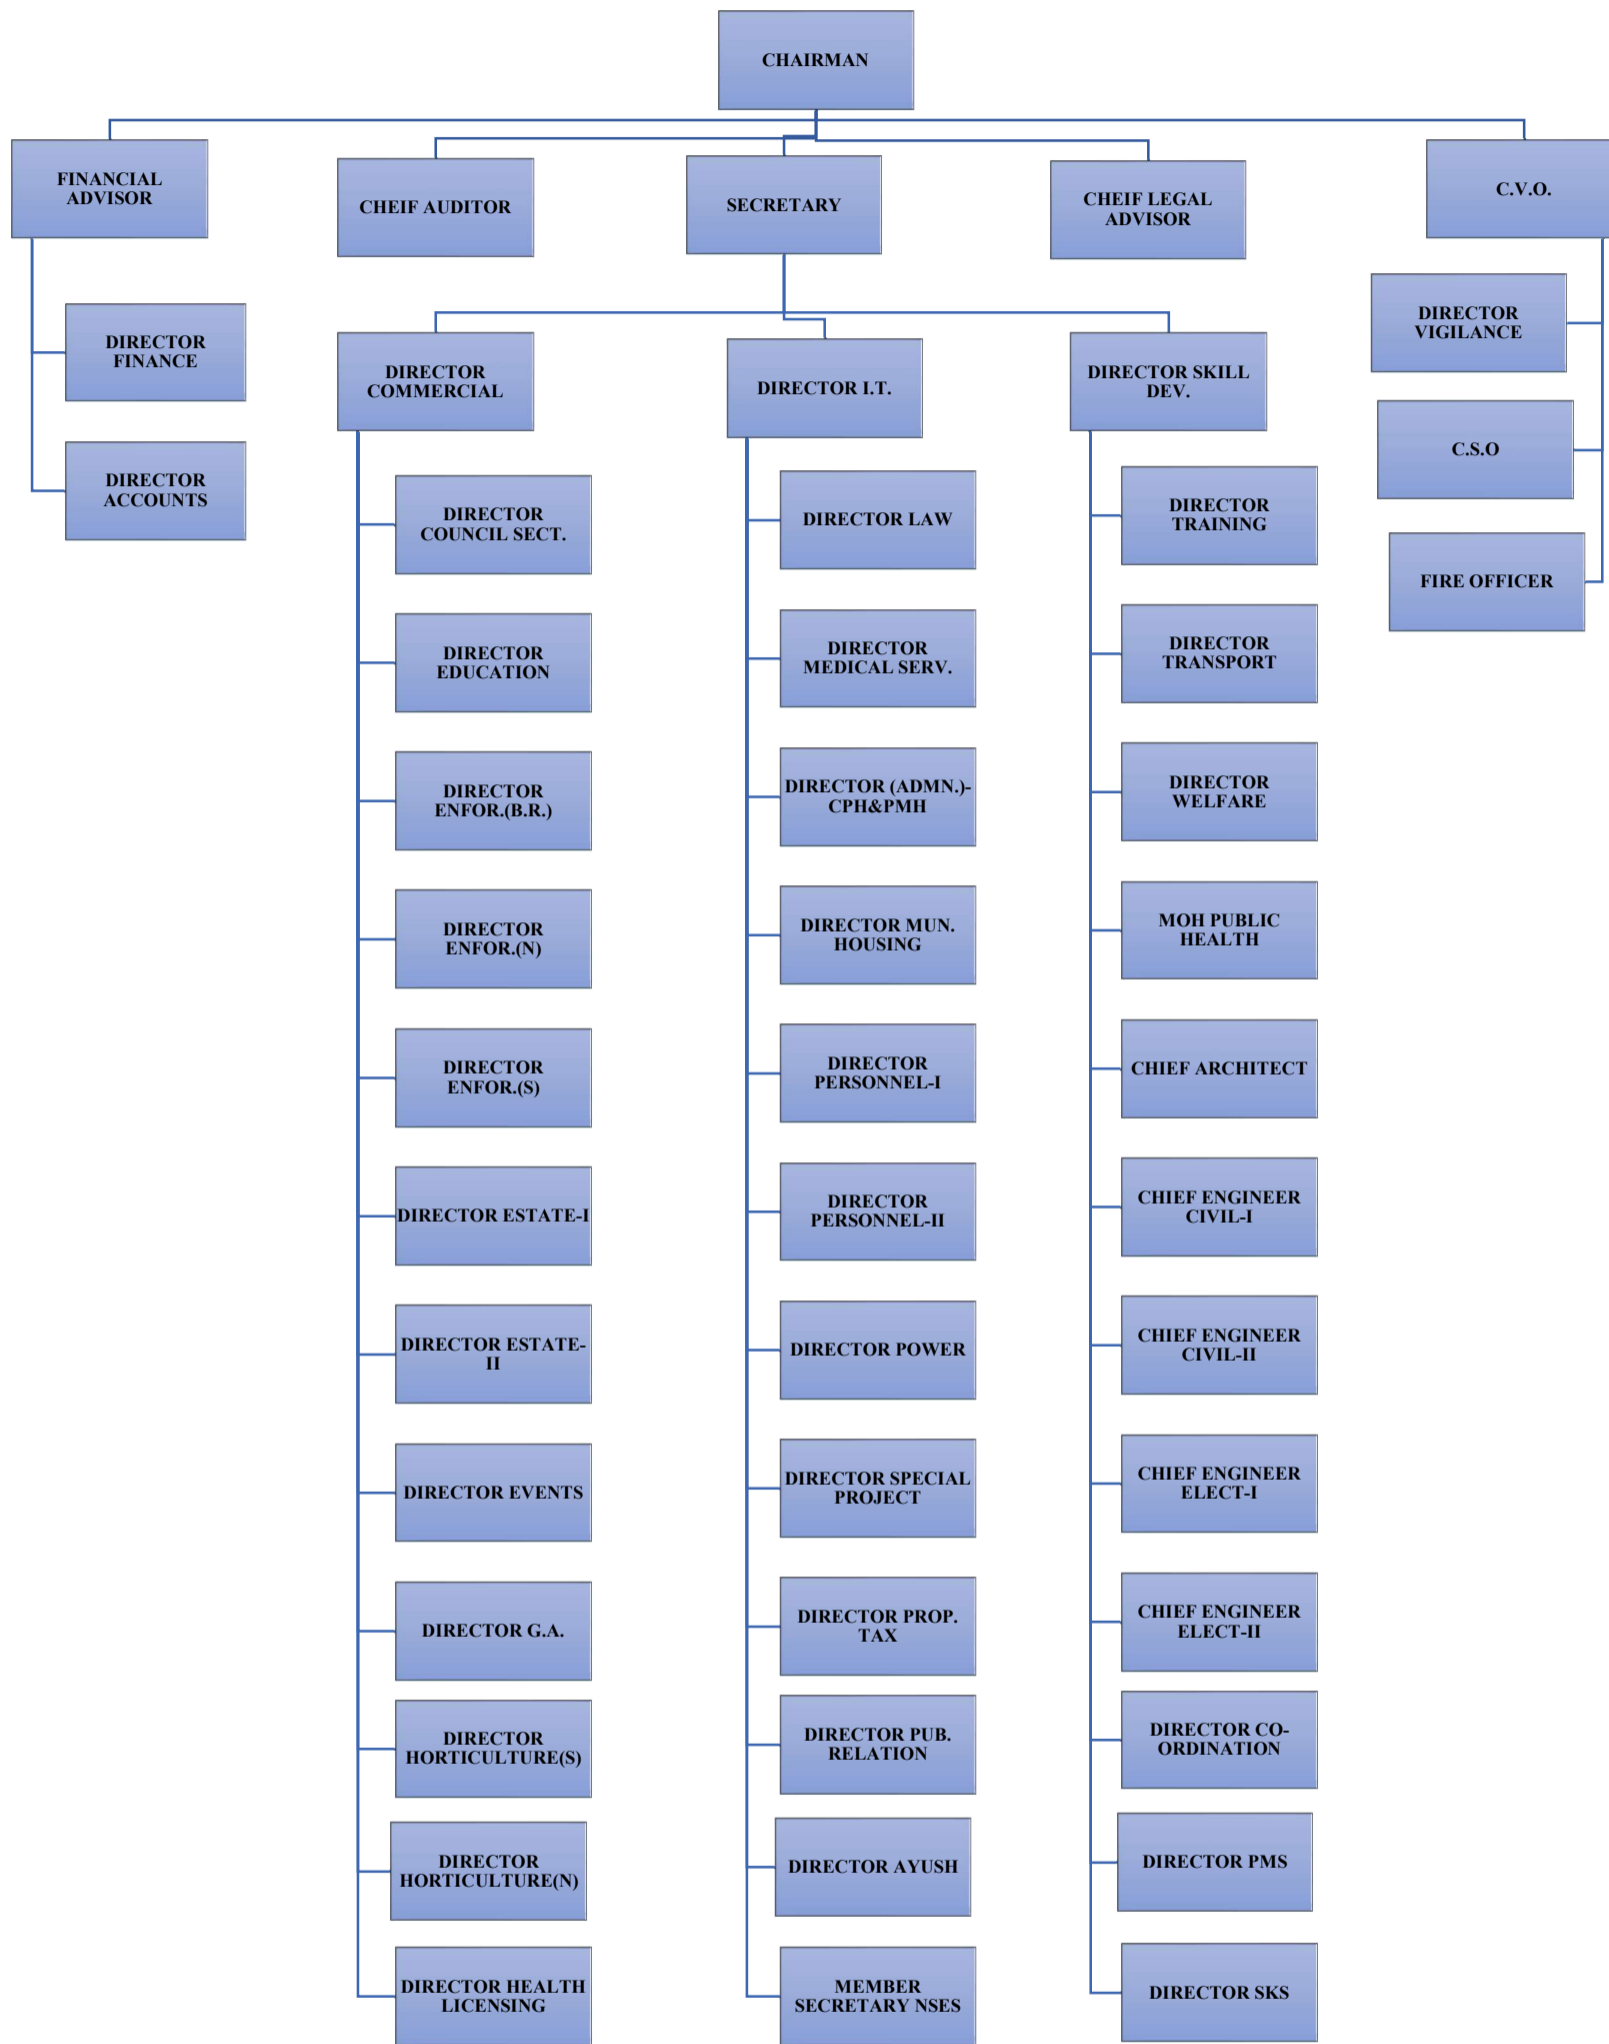 CHAIRMAN
FINANCIAL
ADVISOR
CHEIF AUDITOR
SECRETARY
CHEIF LEGAL
ADVISOR
C.V.O.
DIRECTOR
FINANCE
DIRECTOR
ACCOUNTS
DIRECTOR
COMMERCIAL
DIRECTOR
COUNCIL SECT.
DIRECTOR
EDUCATION
DIRECTOR
ENFOR.(B.R.)
DIRECTOR
ENFOR.(N)
DIRECTOR
ENFOR.(S)
DIRECTOR ESTATE-I
DIRECTOR ESTATE-
II
DIRECTOR EVENTS
DIRECTOR G.A.
DIRECTOR
HORTICULTURE(S)
DIRECTOR
HORTICULTURE(N)
DIRECTOR HEALTH
LICENSING
DIRECTOR I.T.
DIRECTOR LAW
DIRECTOR
MEDICAL SERV.
DIRECTOR (ADMN.)-
CPH&PMH
DIRECTOR MUN.
HOUSING
DIRECTOR
PERSONNEL-I
DIRECTOR
PERSONNEL-II
DIRECTOR POWER
DIRECTOR SPECIAL
PROJECT
DIRECTOR PROP.
TAX
DIRECTOR PUB.
RELATION
DIRECTOR AYUSH
MEMBER
SECRETARY NSES
DIRECTOR SKILL
DEV.
DIRECTOR
TRAINING
DIRECTOR
TRANSPORT
DIRECTOR
WELFARE
MOH PUBLIC
HEALTH
CHIEF ARCHITECT
CHIEF ENGINEER
CIVIL-I
CHIEF ENGINEER
CIVIL-II
CHIEF ENGINEER
ELECT-I
CHIEF ENGINEER
ELECT-II
DIRECTOR CO-
ORDINATION
DIRECTOR PMS
DIRECTOR SKS
DIRECTOR
VIGILANCE
C.S.O
FIRE OFFICER